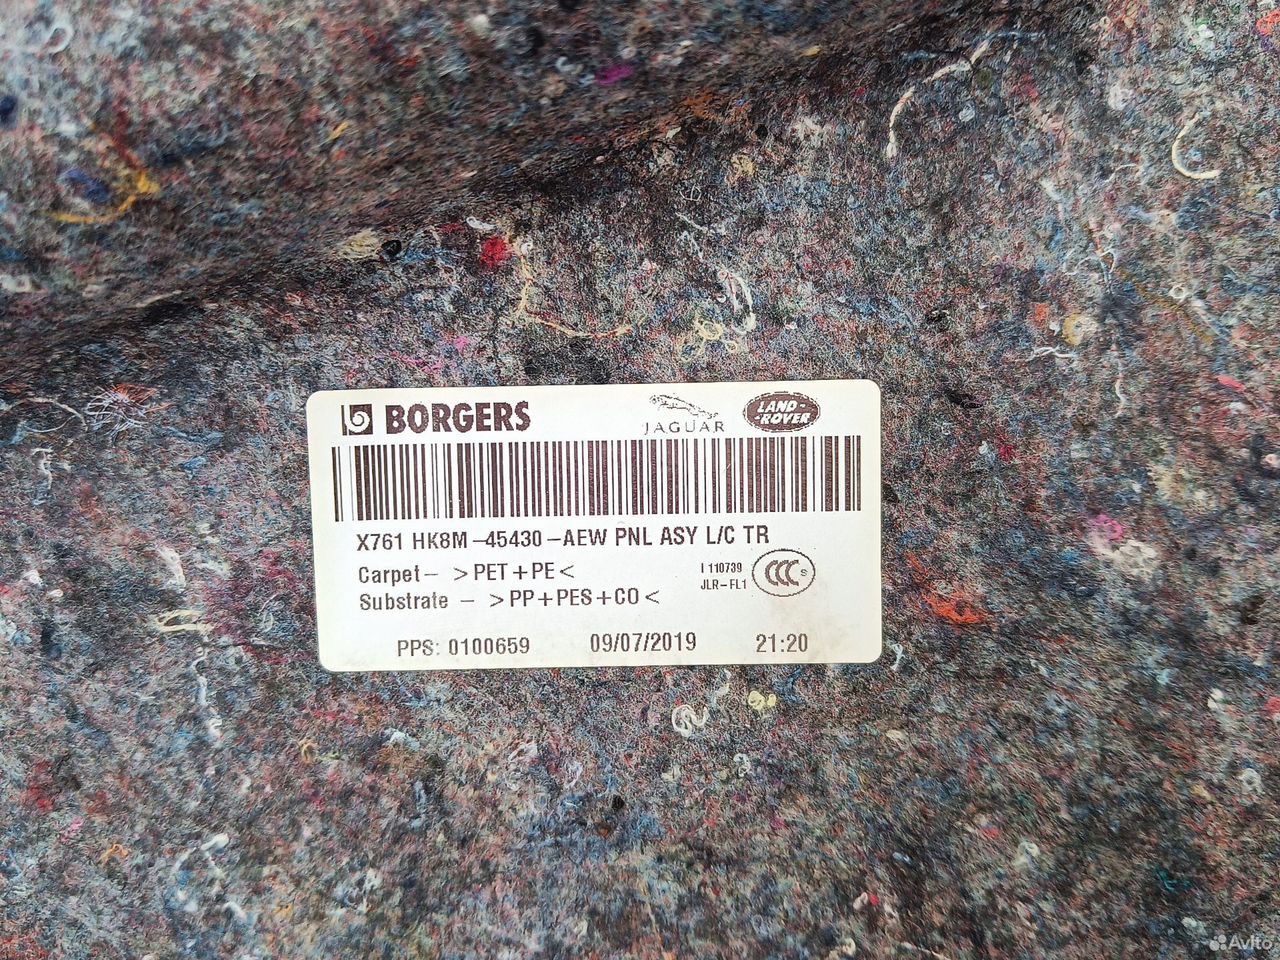 BORGERS
JAGUAR
LAND
ROVER
X761 HK8M-45430-AEW PNL ASY L/C TR
Carpet- >PET+PE<
I 110739
JLR-FL1
CCC S
Substrate - >PP+PES+CO<
PPS: 0100659 09/07/2019 21:20
Avito